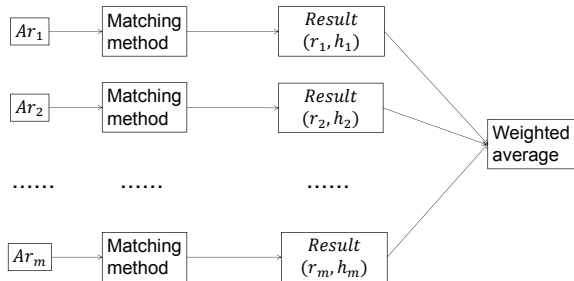 Ar₁
Matching
method
Result
(r₁, h₁)
Ar₂
Matching
method
Result
(r₂, h₂)
Weighted
average
...... ...... ......
Arₘ
Matching
method
Result
(rₘ, hₘ)